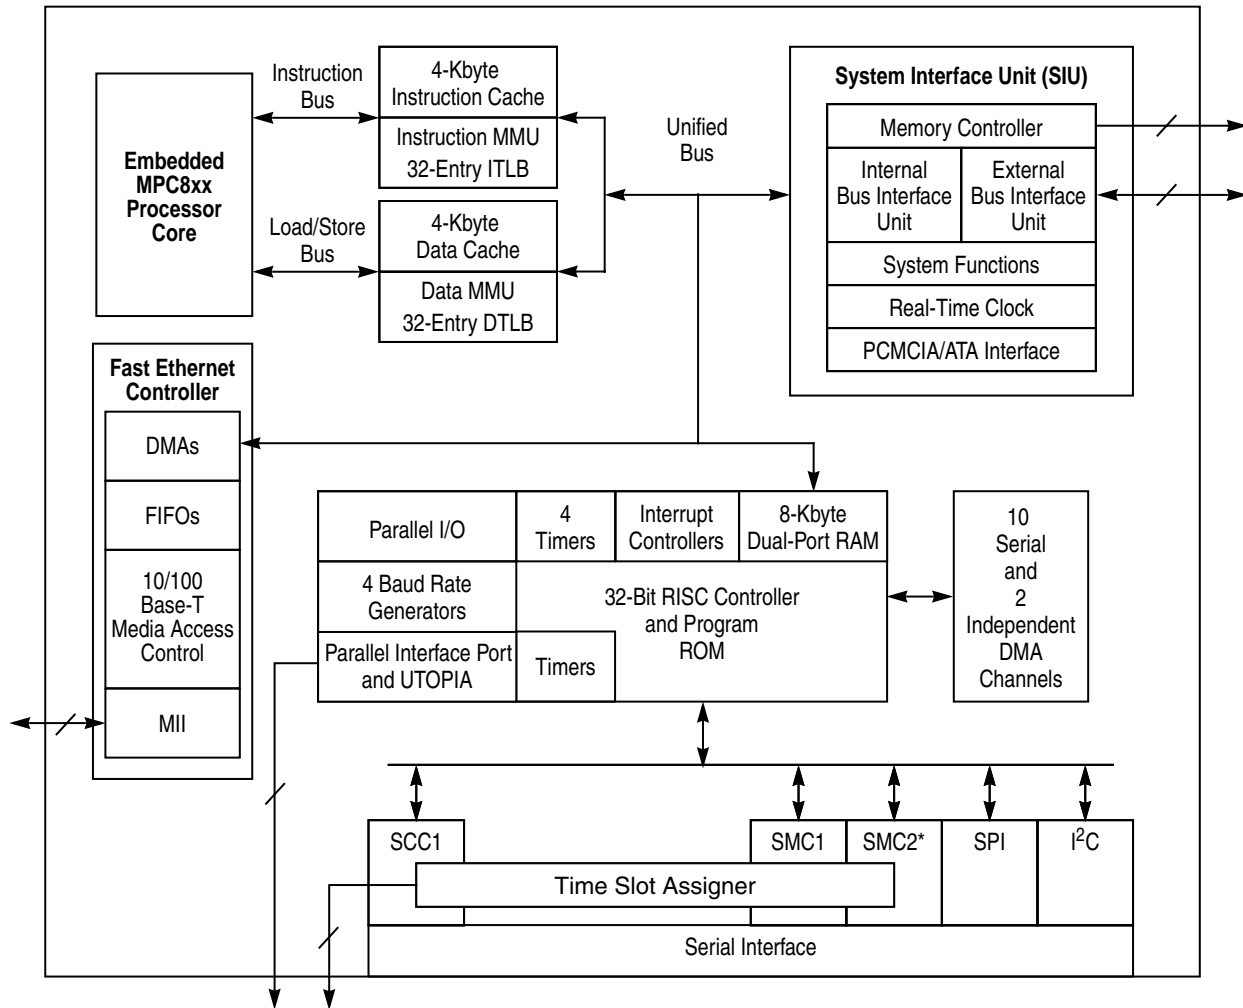 Embedded
MPC8xx
Processor
Core
Instruction
Bus
Load/Store
Bus
4-Kbyte
Instruction Cache
Instruction MMU
32-Entry ITLB
4-Kbyte
Data Cache
Data MMU
32-Entry DTLB
Unified
Bus
System Interface Unit (SIU)
Memory Controller
Internal
Bus Interface
Unit
External
Bus Interface
Unit
System Functions
Real-Time Clock
PCMCIA/ATA Interface
Fast Ethernet
Controller
DMAs
FIFOs
10/100
Base-T
Media Access
Control
MII
Parallel I/O
4
Timers
Interrupt
Controllers
8-Kbyte
Dual-Port RAM
4 Baud Rate
Generators
32-Bit RISC Controller
and Program
ROM
Parallel Interface Port
and UTOPIA
Timers
10
Serial
and
2
Independent
DMA
Channels
SCC1
SMC1
SMC2*
SPI
I²C
Time Slot Assigner
Serial Interface